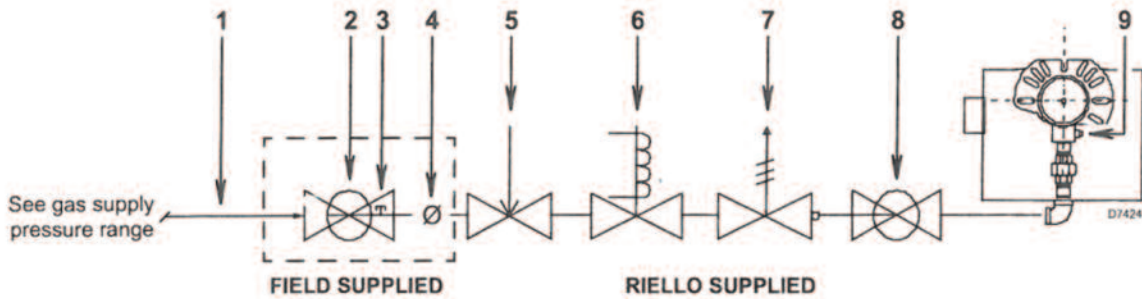 1 2 3 4 5 6 7 8 9
See gas supply
pressure range
D7424
FIELD SUPPLIED
RIELLO SUPPLIED